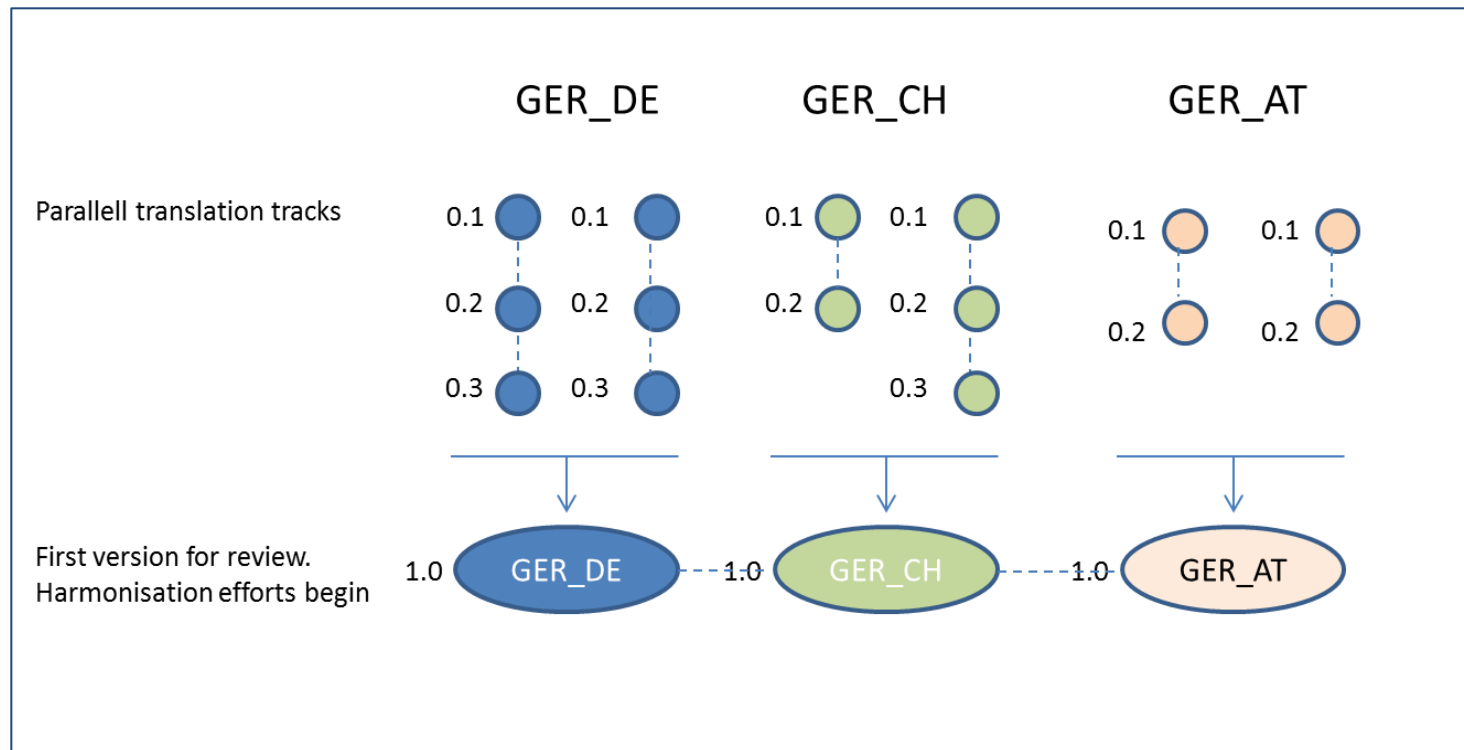 GER_DE GER_CH GER_AT
Parallell translation tracks
0.1 0.1 0.1 0.1 0.1 0.1
0.2 0.2 0.2 0.2 0.2 0.2
0.3 0.3 0.3
First version for review.
Harmonisation efforts begin
1.0 GER_DE 1.0 GER_CH 1.0 GER_AT